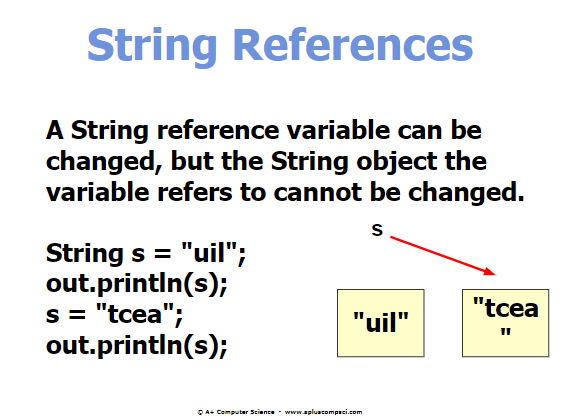 String References
A String reference variable can be
changed, but the String object the
variable refers to cannot be changed.
String s = "uil";
out.println(s);
s = "tcea";
out.println(s);
s
"uil"
"tcea
"
© A+ Computer Science - www.apluscompsci.com